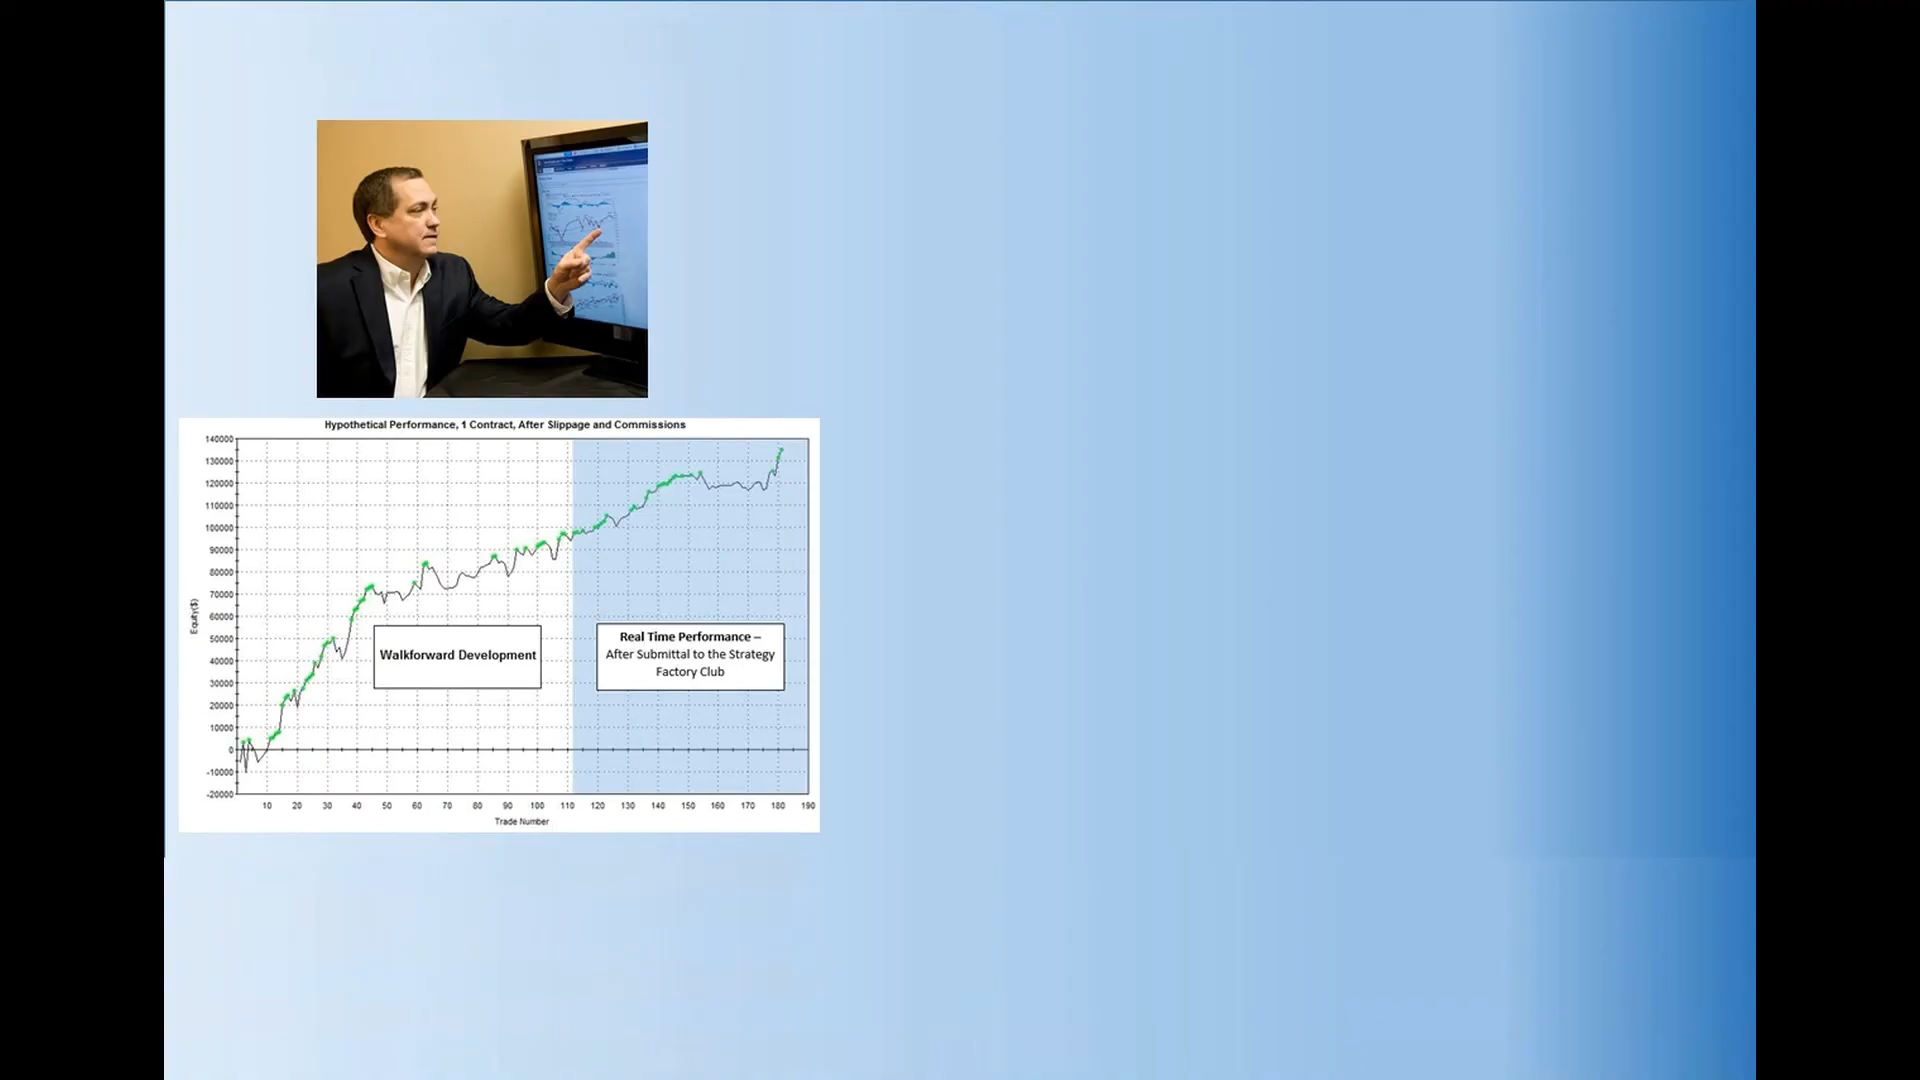 Hypothetical Performance, 1 Contract, After Slippage and Commissions
140000
130000
120000
110000
100000
90000
80000
70000
60000
50000
40000
30000
20000
10000
0
-10000
-20000
Equity($)
Walkforward Development
Real Time Performance –
After Submittal to the Strategy
Factory Club
10 20 30 40 50 60 70 80 90 100 110 120 130 140 150 160 170 180 190
Trade Number